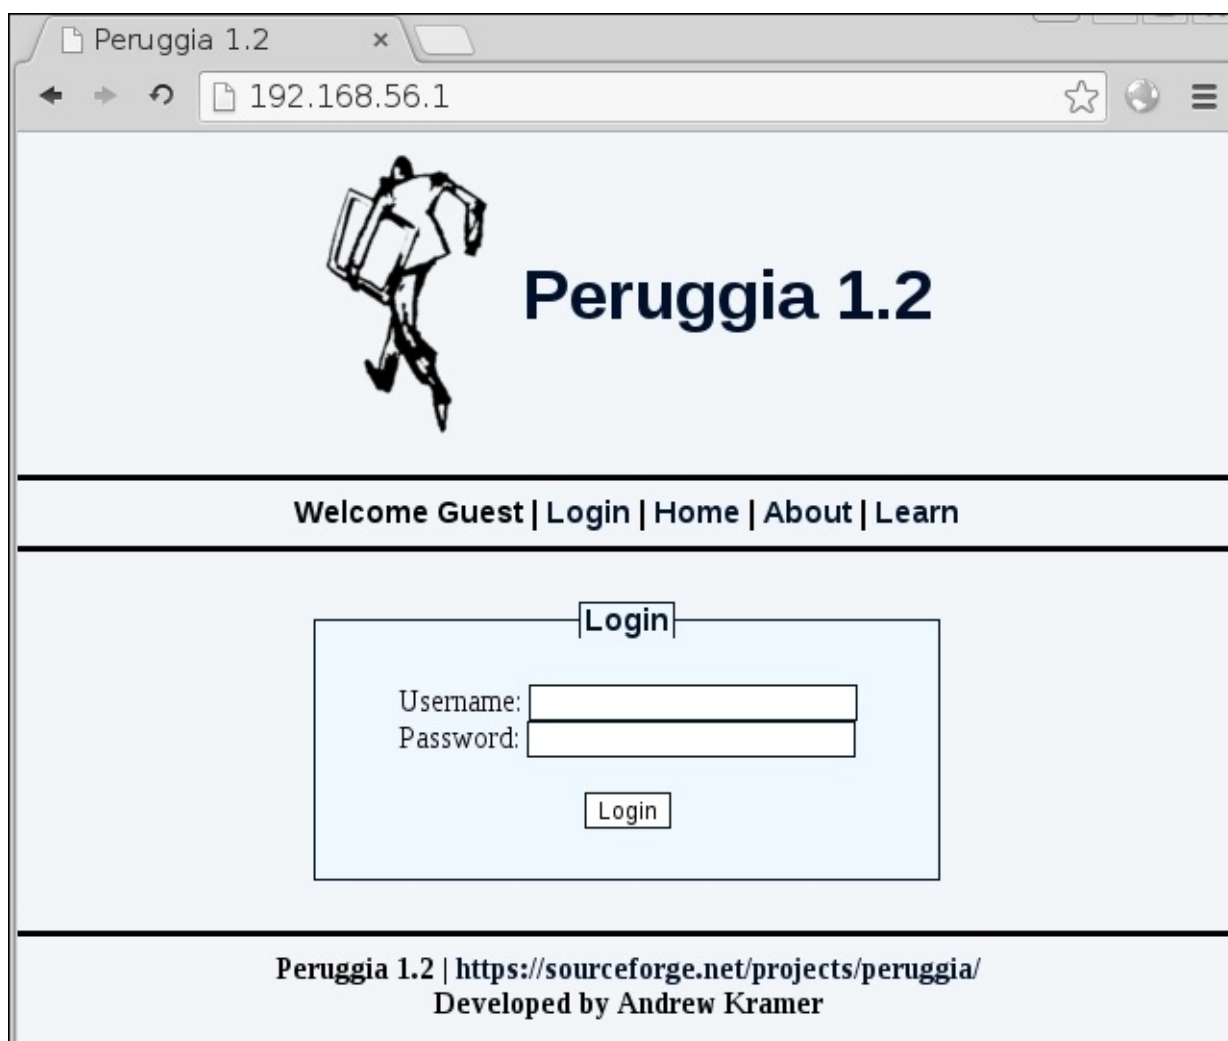 Peruggia 1.2
192.168.56.1
Peruggia 1.2
Welcome Guest | Login | Home | About | Learn
Login
Username:
Password:
Login
Peruggia 1.2 | https://sourceforge.net/projects/peruggia/
Developed by Andrew Kramer